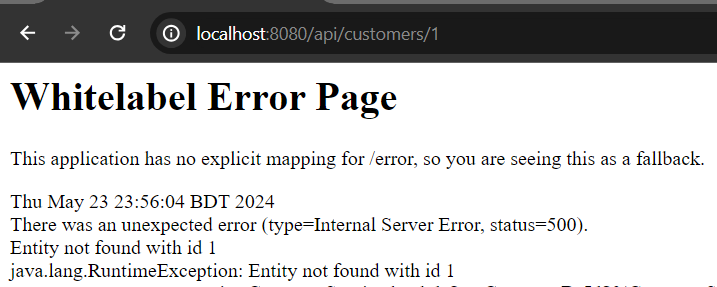 localhost:8080/api/customers/1
Whitelabel Error Page
This application has no explicit mapping for /error, so you are seeing this as a fallback.
Thu May 23 23:56:04 BDT 2024
There was an unexpected error (type=Internal Server Error, status=500).
Entity not found with id 1
java.lang.RuntimeException: Entity not found with id 1